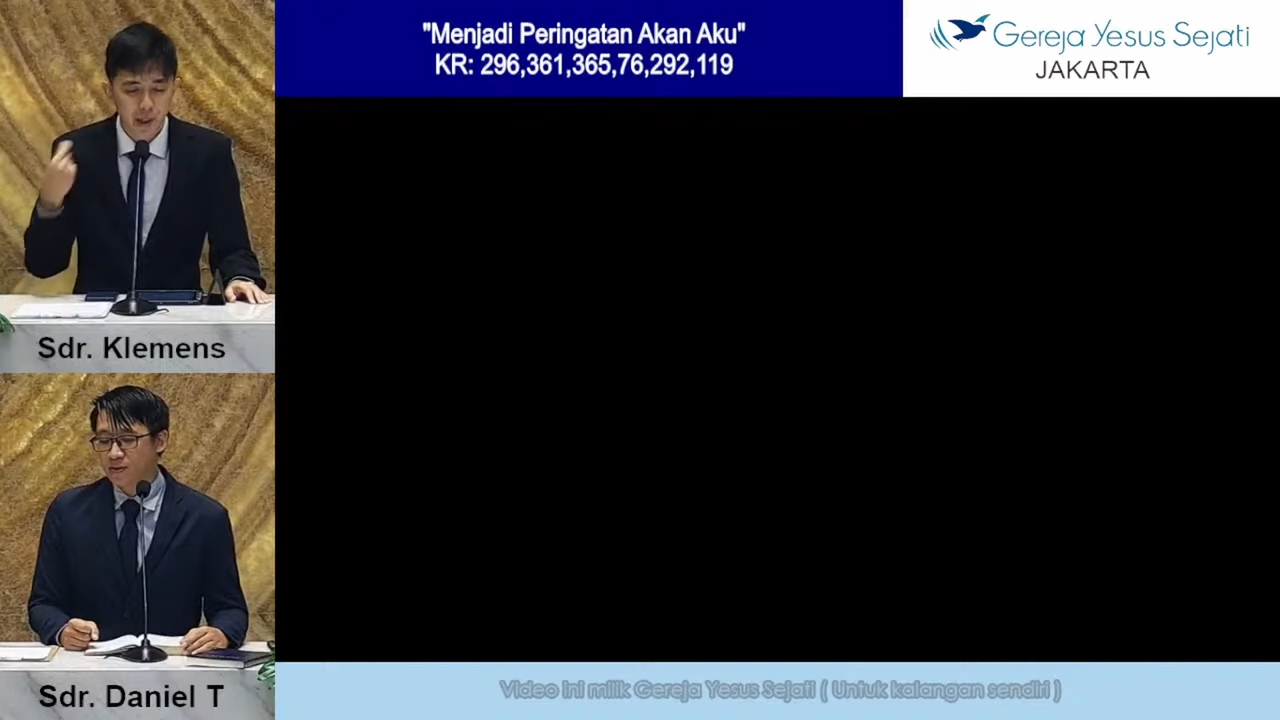 "Menjadi Peringatan Akan Aku"
KR: 296,361,365,76,292,119
Gereja Yesus Sejati
JAKARTA
Sdr. Klemens
Sdr. Daniel T
Video ini milik Gereja Yesus Sejati ( Untuk kalangan sendiri )